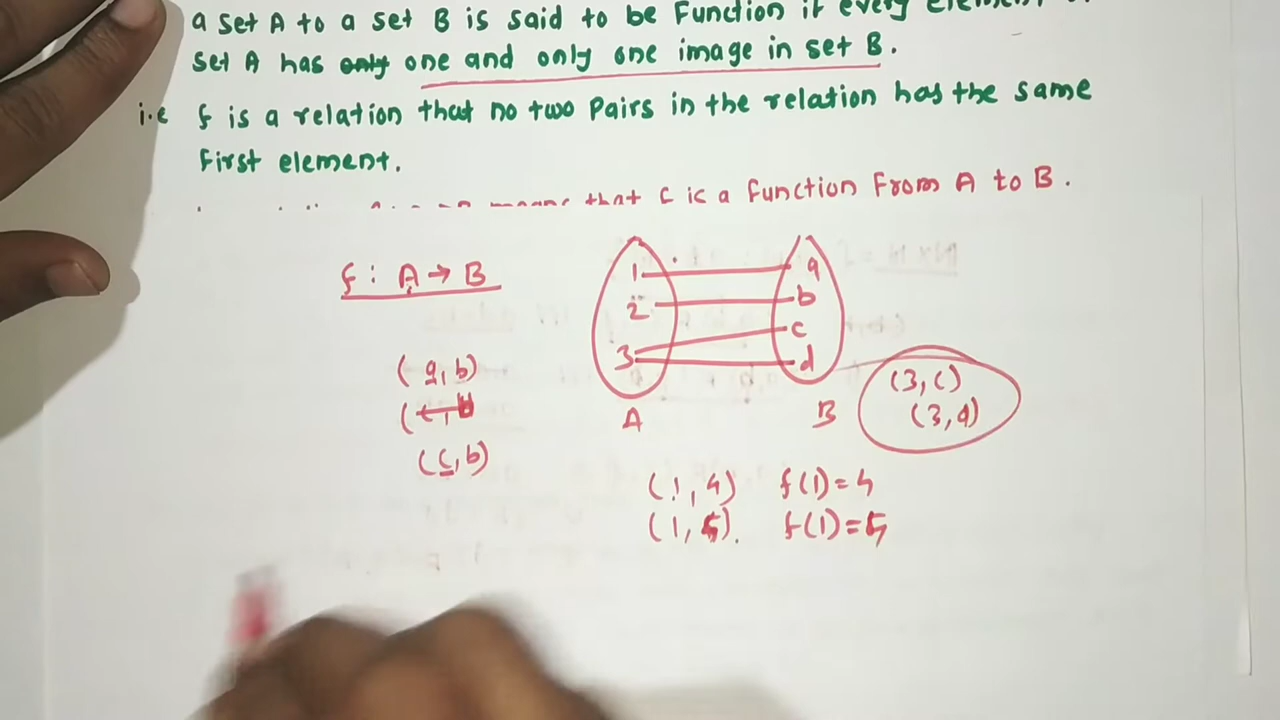 a set A to a set B is said to be Function if every element
set A has only one and only one image in set B.
i.e f is a relation that no two Pairs in the relation has the same
First element.
means that f is a function From A to B.
f : A → B
1 a
2 b
3 c
d
A B
(3, c)
(3, d)
(a, b)
(c, b)
(1, 4) f(1) = 4
(1, 5). f(1) = 5